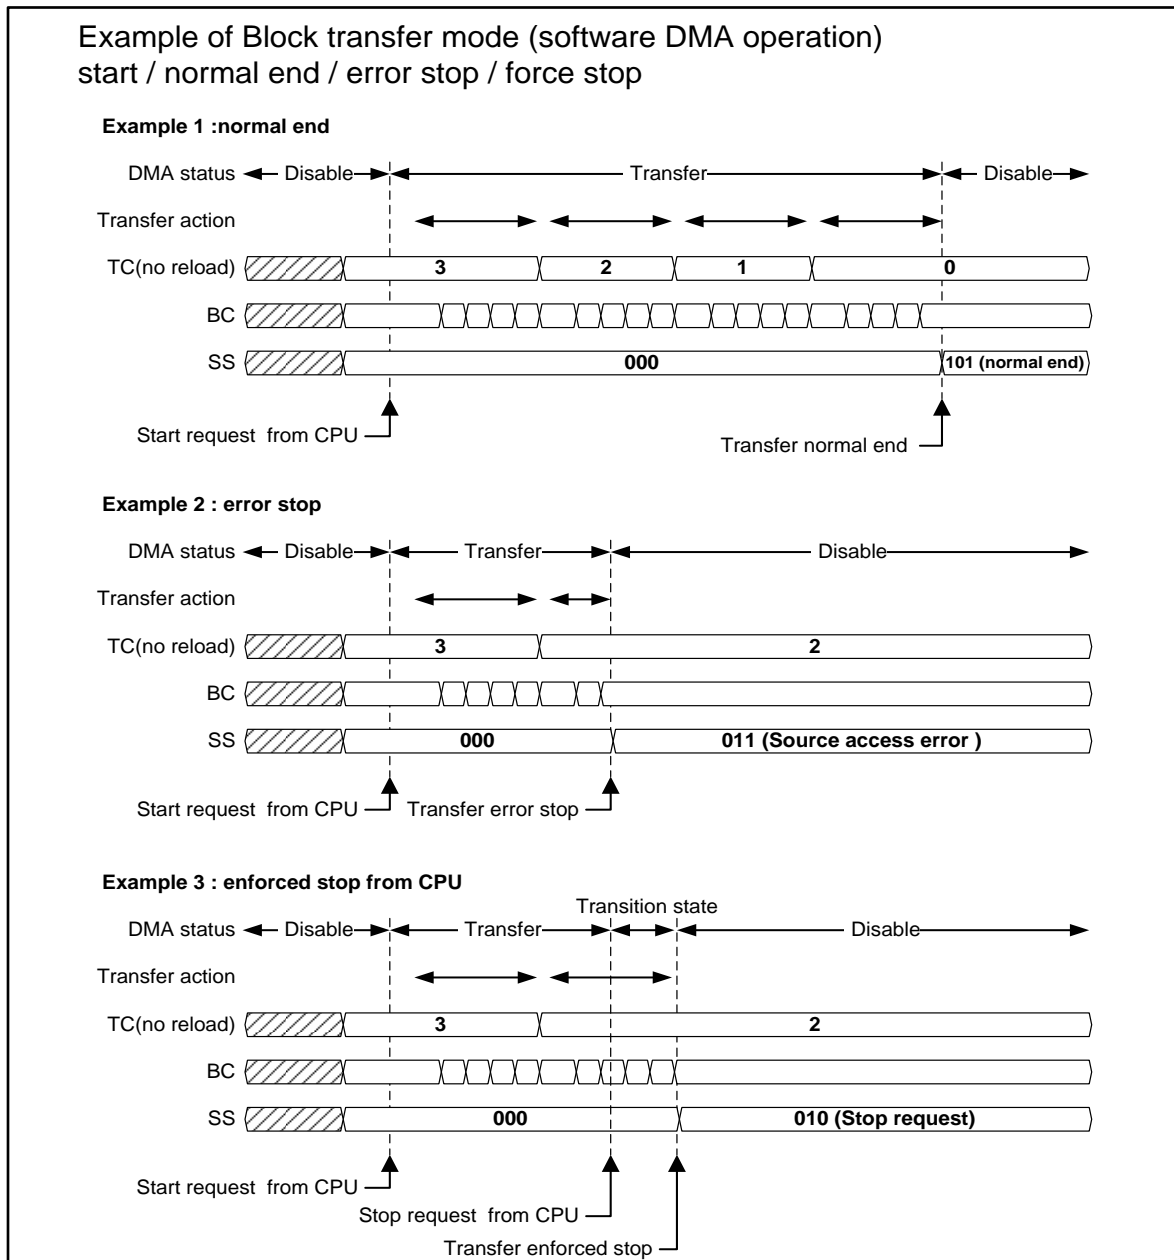 Example of Block transfer mode (software DMA operation)
start / normal end / error stop / force stop
Example 1 :normal end
DMA status Disable Transfer Disable
Transfer action
TC(no reload) 3 2 1 0
BC
SS 000 101 (normal end)
Start request from CPU
Transfer normal end
Example 2 : error stop
DMA status Disable Transfer Disable
Transfer action
TC(no reload) 3 2
BC
SS 000 011 (Source access error )
Start request from CPU Transfer error stop
Example 3 : enforced stop from CPU
Transition state
DMA status Disable Transfer Disable
Transfer action
TC(no reload) 3 2
BC
SS 000 010 (Stop request)
Start request from CPU
Stop request from CPU
Transfer enforced stop